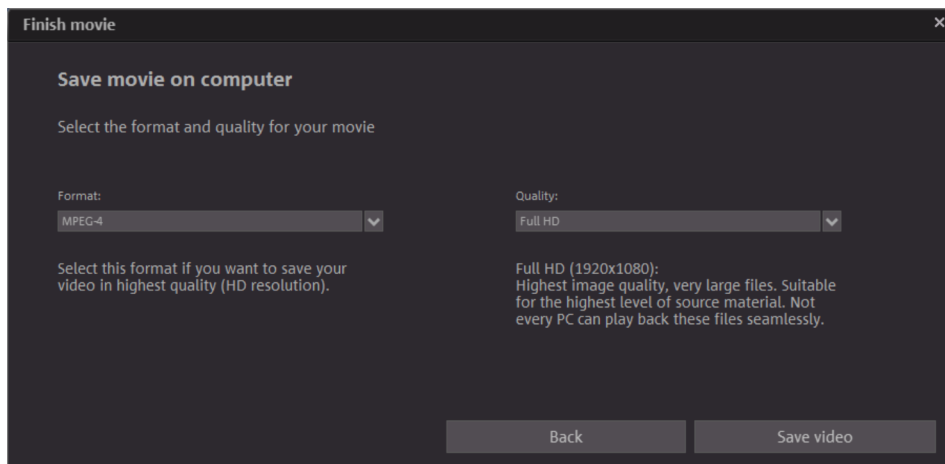 Finish movie
Save movie on computer
Select the format and quality for your movie
Format:
MPEG-4
Select this format if you want to save your
video in highest quality (HD resolution).
Quality:
Full HD
Full HD (1920x1080):
Highest image quality, very large files. Suitable
for the highest level of source material. Not
every PC can play back these files seamlessly.
Back
Save video